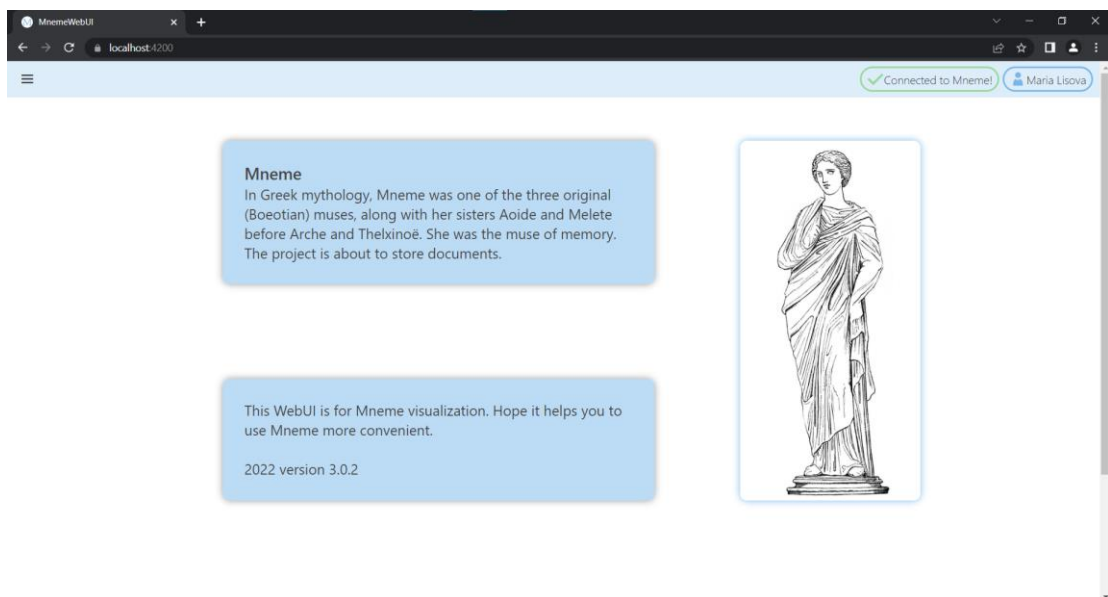 MnemeWebUI
localhost:4200
Connected to Mneme!
Maria Lisova
Mneme
In Greek mythology, Mneme was one of the three original
(Boeotian) muses, along with her sisters Aoide and Melete
before Arche and Thelxinoë. She was the muse of memory.
The project is about to store documents.
This WebUI is for Mneme visualization. Hope it helps you to
use Mneme more convenient.
2022 version 3.0.2